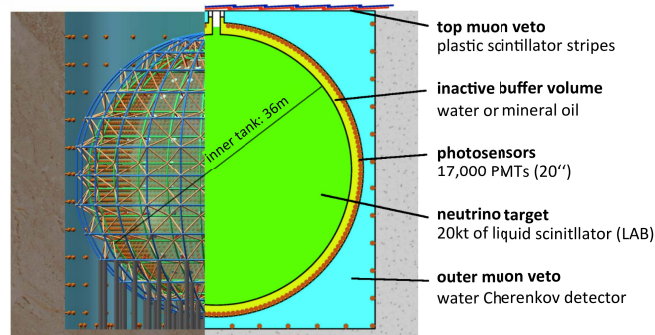 top muon veto
plastic scintillator stripes
inactive buffer volume
water or mineral oil
inner tank: 36m
photosensors
17,000 PMTs (20‘‘)
neutrino target
20kt of liquid scinitllator (LAB)
outer muon veto
water Cherenkov detector